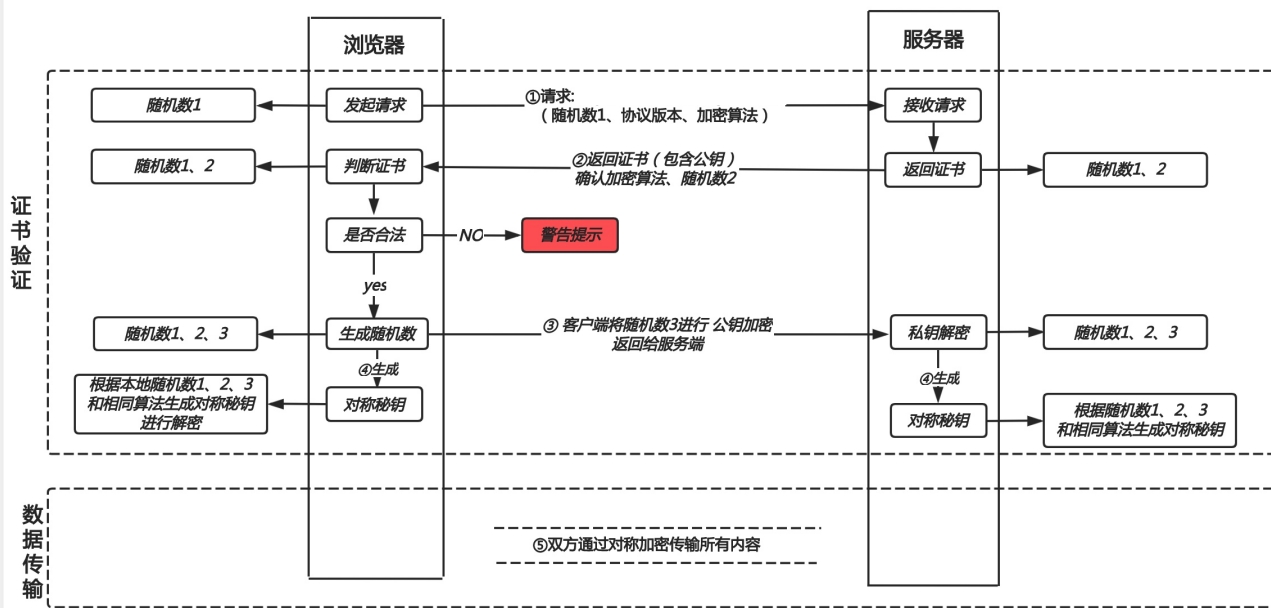 浏览器
服务器
证书验证
随机数1
发起请求
①请求:
（随机数1、协议版本、加密算法）
接收请求
随机数1、2
判断证书
②返回证书（包含公钥）
确认加密算法、随机数2
返回证书
随机数1、2
是否合法
NO
警告提示
yes
随机数1、2、3
生成随机数
③ 客户端将随机数3进行 公钥加密
返回给服务端
私钥解密
随机数1、2、3
④生成
④生成
根据本地随机数1、2、3
和相同算法生成对称秘钥
进行解密
对称秘钥
对称秘钥
根据随机数1、2、3
和相同算法生成对称秘钥
数据传输
⑤双方通过对称加密传输所有内容